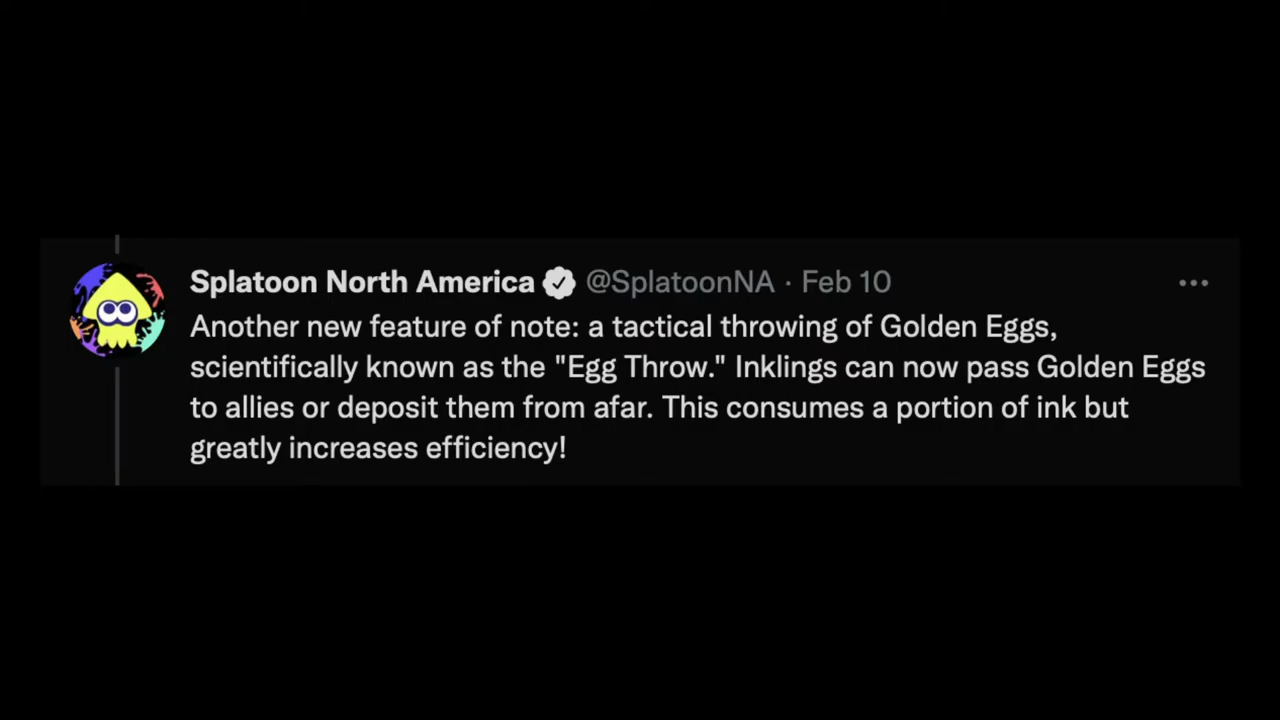 Splatoon North America @SplatoonNA · Feb 10
Another new feature of note: a tactical throwing of Golden Eggs,
scientifically known as the "Egg Throw." Inklings can now pass Golden Eggs
to allies or deposit them from afar. This consumes a portion of ink but
greatly increases efficiency!